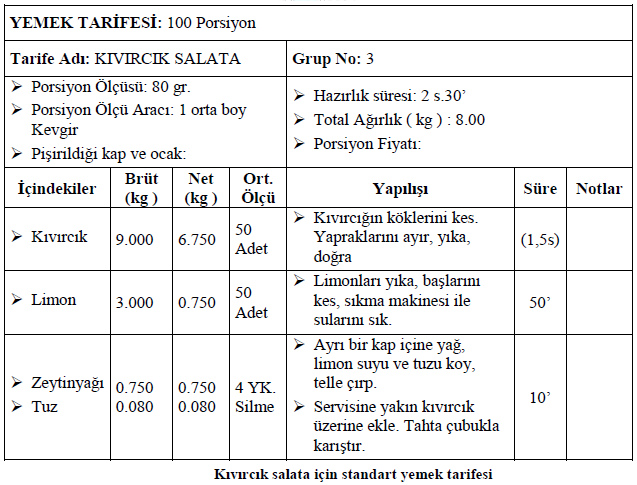 YEMEK TARİFESİ: 100 Porsiyon
Tarife Adı: KIVIRCIK SALATA
Grup No: 3
➢ Porsiyon Ölçüsü: 80 gr.
➢ Porsiyon Ölçü Aracı: 1 orta boy
Kevgir
➢ Pişirildiği kap ve ocak:
➢ Hazırlık süresi: 2 s.30’
➢ Total Ağırlık ( kg ) : 8.00
➢ Porsiyon Fiyatı:
İçindekiler
Brüt
(kg )
Net
(kg )
Ort.
Ölçü
Yapılışı
Süre
Notlar
➢ Kıvırcık
9.000
6.750
50
Adet
➢ Kıvırcığın köklerini kes.
Yapraklarını ayır, yıka,
doğra
(1,5s)
➢ Limon
3.000
0.750
50
Adet
➢ Limonları yıka, başlarını
kes, sıkma makinesi ile
sularını sık.
50’
➢ Zeytinyağı
➢ Tuz
0.750
0.080
0.750
0.080
4 YK.
Silme
➢ Ayrı bir kap içine yağ,
limon suyu ve tuzu koy,
telle çırp.
➢ Servisine yakın kıvırcık
üzerine ekle. Tahta çubukla
karıştır.
10’
Kıvırcık salata için standart yemek tarifesi